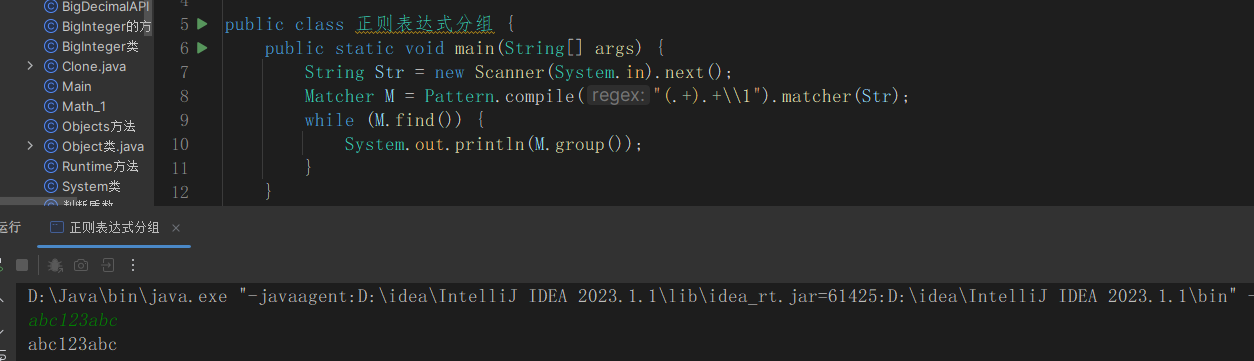 BigDecimalAPI
BigInteger的方
BigInteger类
Clone.java
Main
Math_1
Objects方法
Object类.java
Runtime方法
System类
判断质数
4
5 public class 正则表达式分组 {
6 public static void main(String[] args) {
7 String Str = new Scanner(System.in).next();
8 Matcher M = Pattern.compile( regex: "(.+).+\\1").matcher(Str);
9 while (M.find()) {
10 System.out.println(M.group());
11 }
12 }
运行 正则表达式分组 ×
D:\Java\bin\java.exe "-javaagent:D:\idea\IntelliJ IDEA 2023.1.1\lib\idea_rt.jar=61425:D:\idea\IntelliJ IDEA 2023.1.1\bin" -
abc123abc
abc123abc